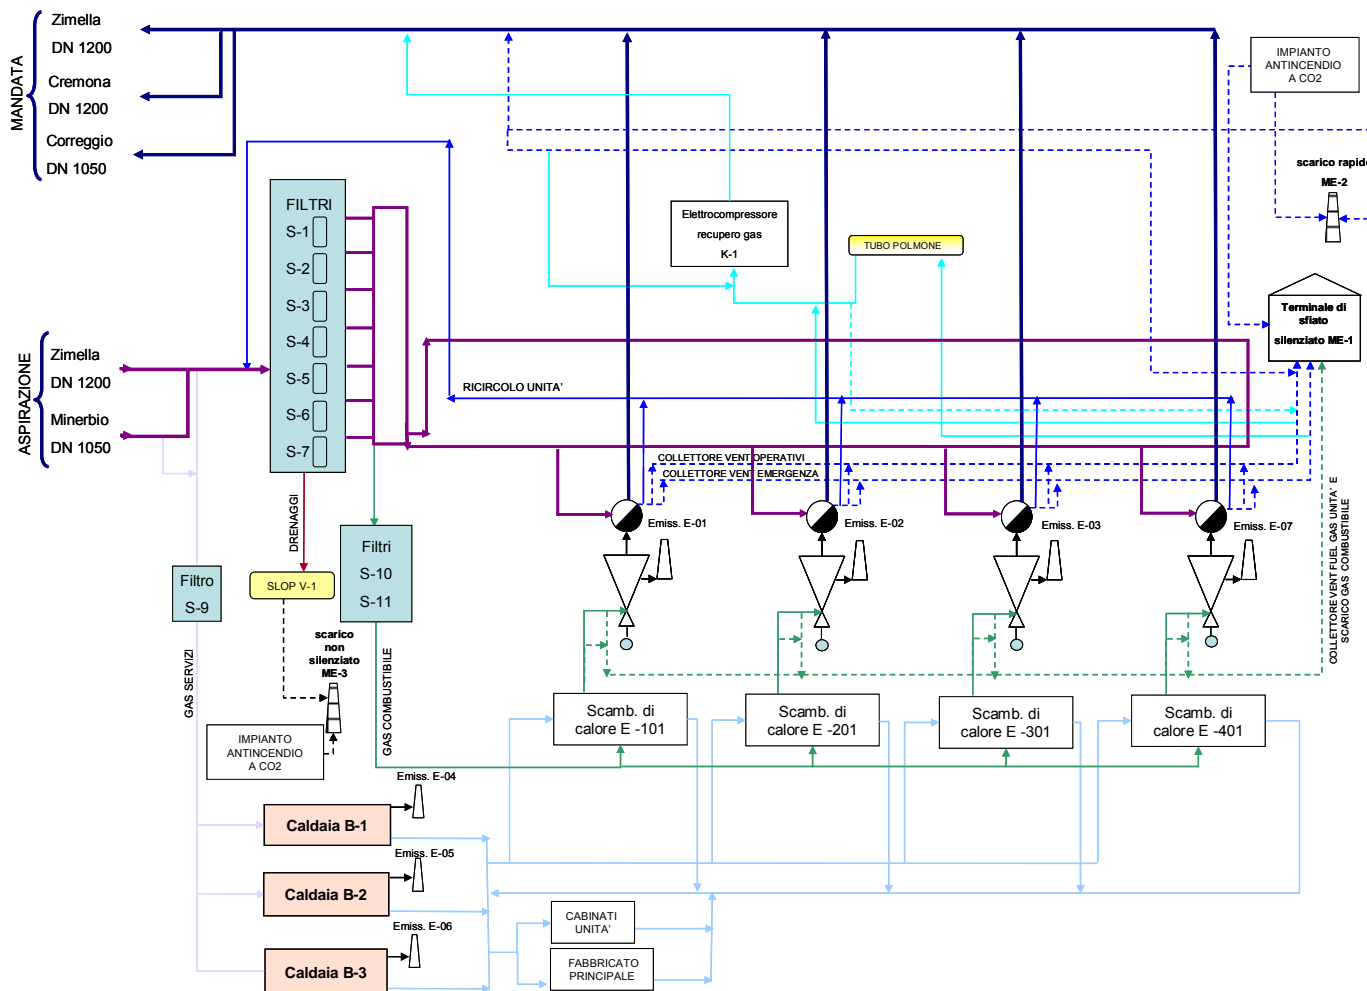 MANDATA
Zimella
DN 1200
Cremona
DN 1200
Correggio
DN 1050
IMPIANTO
ANTINCENDIO
A CO2
scarico rapido
ME-2
FILTRI
S-1
S-2
S-3
S-4
S-5
S-6
S-7
Elettrocompressore
recupero gas
K-1
TUBO POLMONE
Terminale di
sfiato
silenziato ME-1
ASPIRAZIONE
Zimella
DN 1200
Minerbio
DN 1050
RICIRCOLO UNITA'
COLLETTORE VENT OPERATIVI
COLLETTORE VENT EMERGENZA
DRENAGGI
Emiss. E-01
Emiss. E-02
Emiss. E-03
Emiss. E-07
COLLETTORE VENT FUEL GAS UNITA' E
SCARICO GAS COMBUSTIBILE
Filtri
S-10
S-11
Filtro
S-9
SLOP V-1
scarico
non
silenziato
ME-3
GAS SERVIZI
GAS COMBUSTIBILE
IMPIANTO
ANTINCENDIO
A CO2
Scamb. di
calore E -101
Scamb. di
calore E -201
Scamb. di
calore E -301
Scamb. di
calore E -401
Emiss. E-04
Caldaia B-1
Emiss. E-05
Caldaia B-2
Emiss. E-06
Caldaia B-3
CABINATI
UNITA'
FABBRICATO
PRINCIPALE